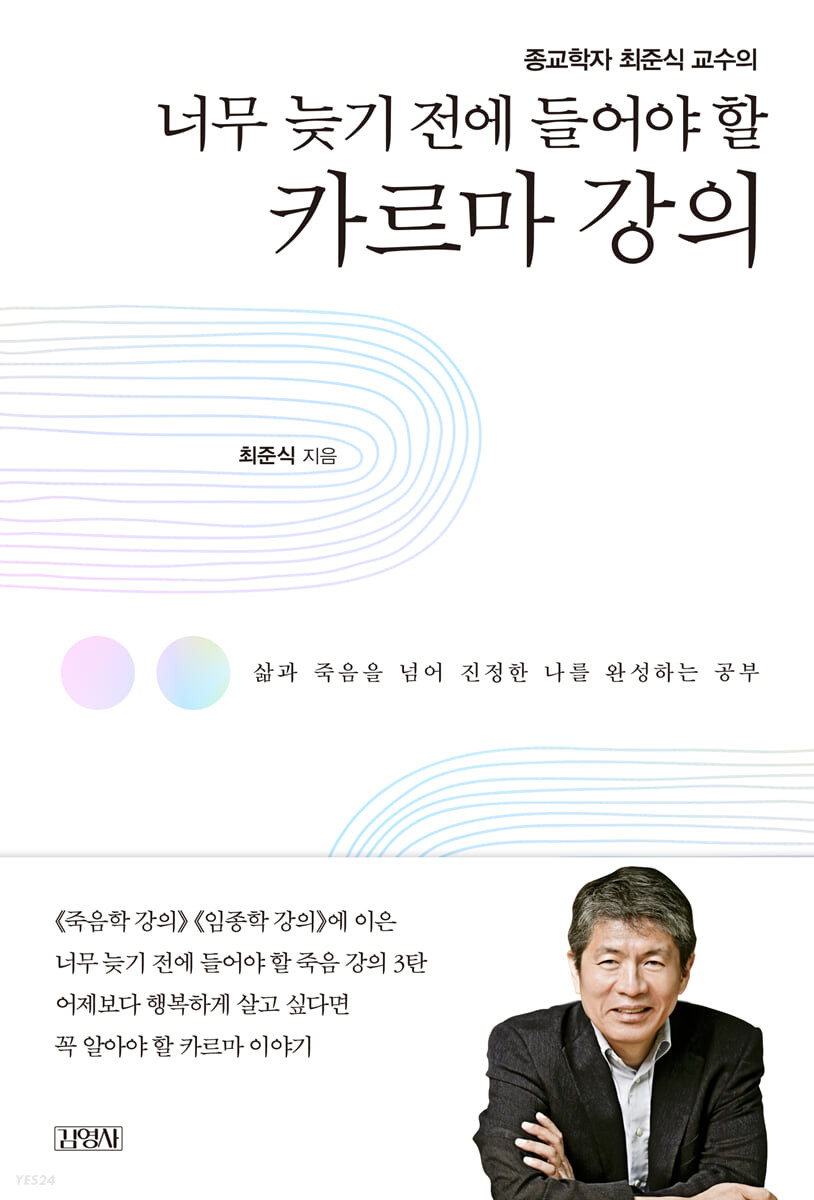 종교학자 최준식 교수의
너무 늦기 전에 들어야 할
카르마 강의
최준식 지음
삶과 죽음을 넘어 진정한 나를 완성하는 공부
《죽음학 강의》 《임종학 강의》에 이은
너무 늦기 전에 들어야 할 죽음 강의 3탄
어제보다 행복하게 살고 싶다면
꼭 알아야 할 카르마 이야기
김영사
YES24